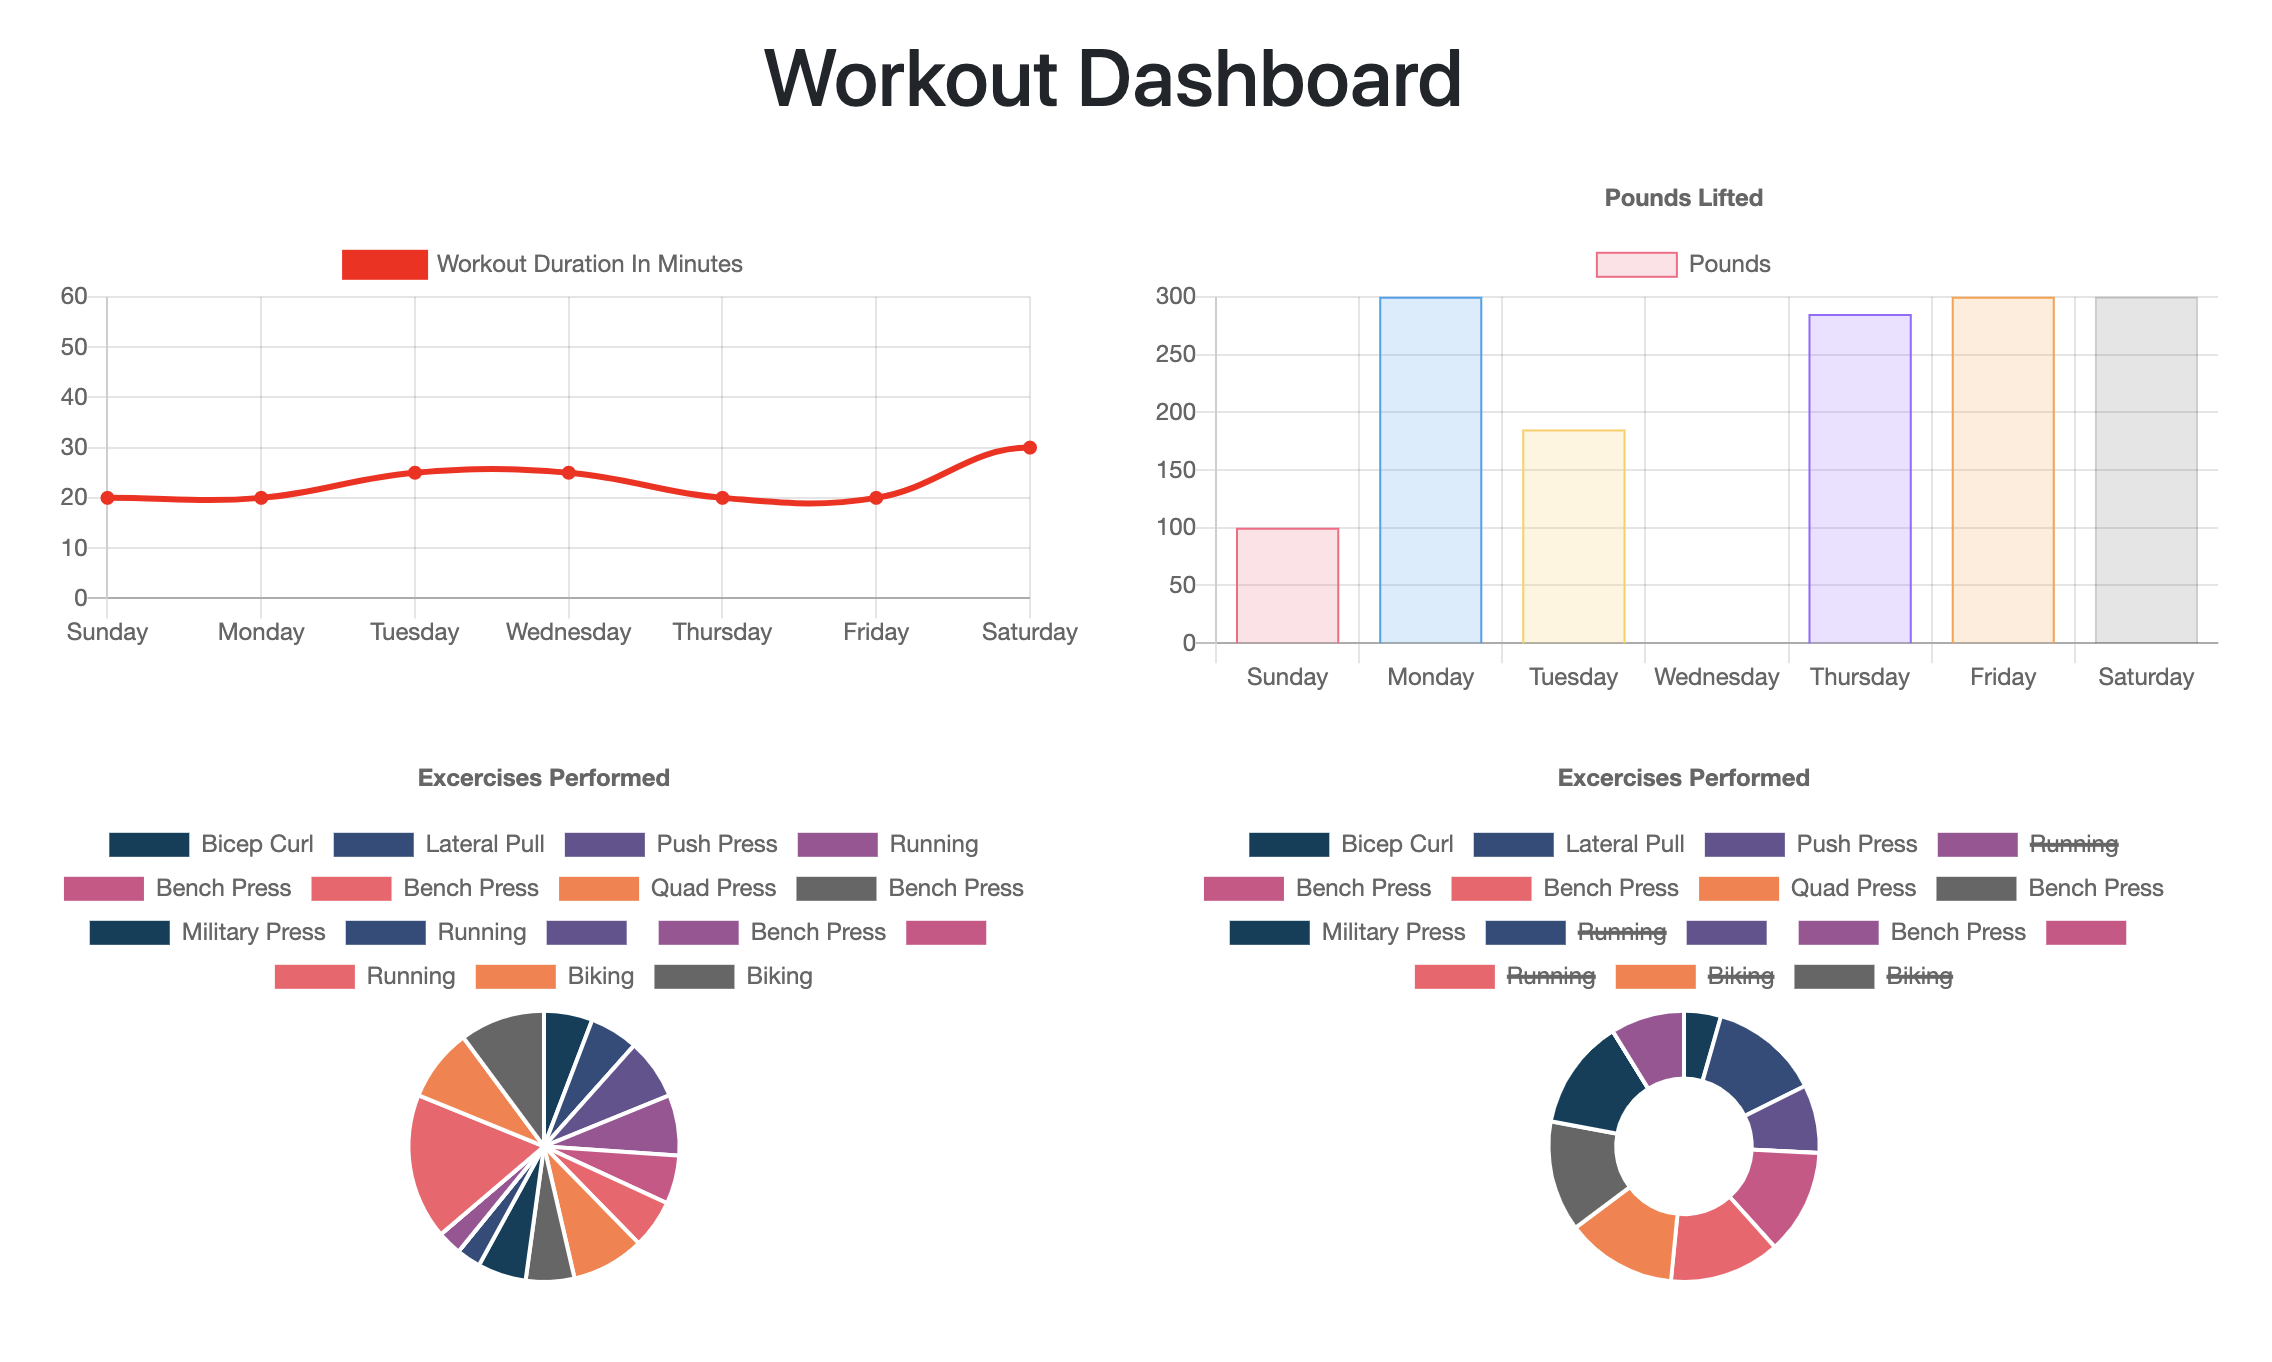 Workout Dashboard
Workout Duration In Minutes
60
50
40
30
20
10
0
Sunday Monday Tuesday Wednesday Thursday Friday Saturday
Pounds Lifted
Pounds
300
250
200
150
100
50
0
Sunday Monday Tuesday Wednesday Thursday Friday Saturday
Excercises Performed
Bicep Curl Lateral Pull Push Press Running
Bench Press Bench Press Quad Press Bench Press
Military Press Running Bench Press
Running Biking Biking
Excercises Performed
Bicep Curl Lateral Pull Push Press Running
Bench Press Bench Press Quad Press Bench Press
Military Press Running Bench Press
Running Biking Biking